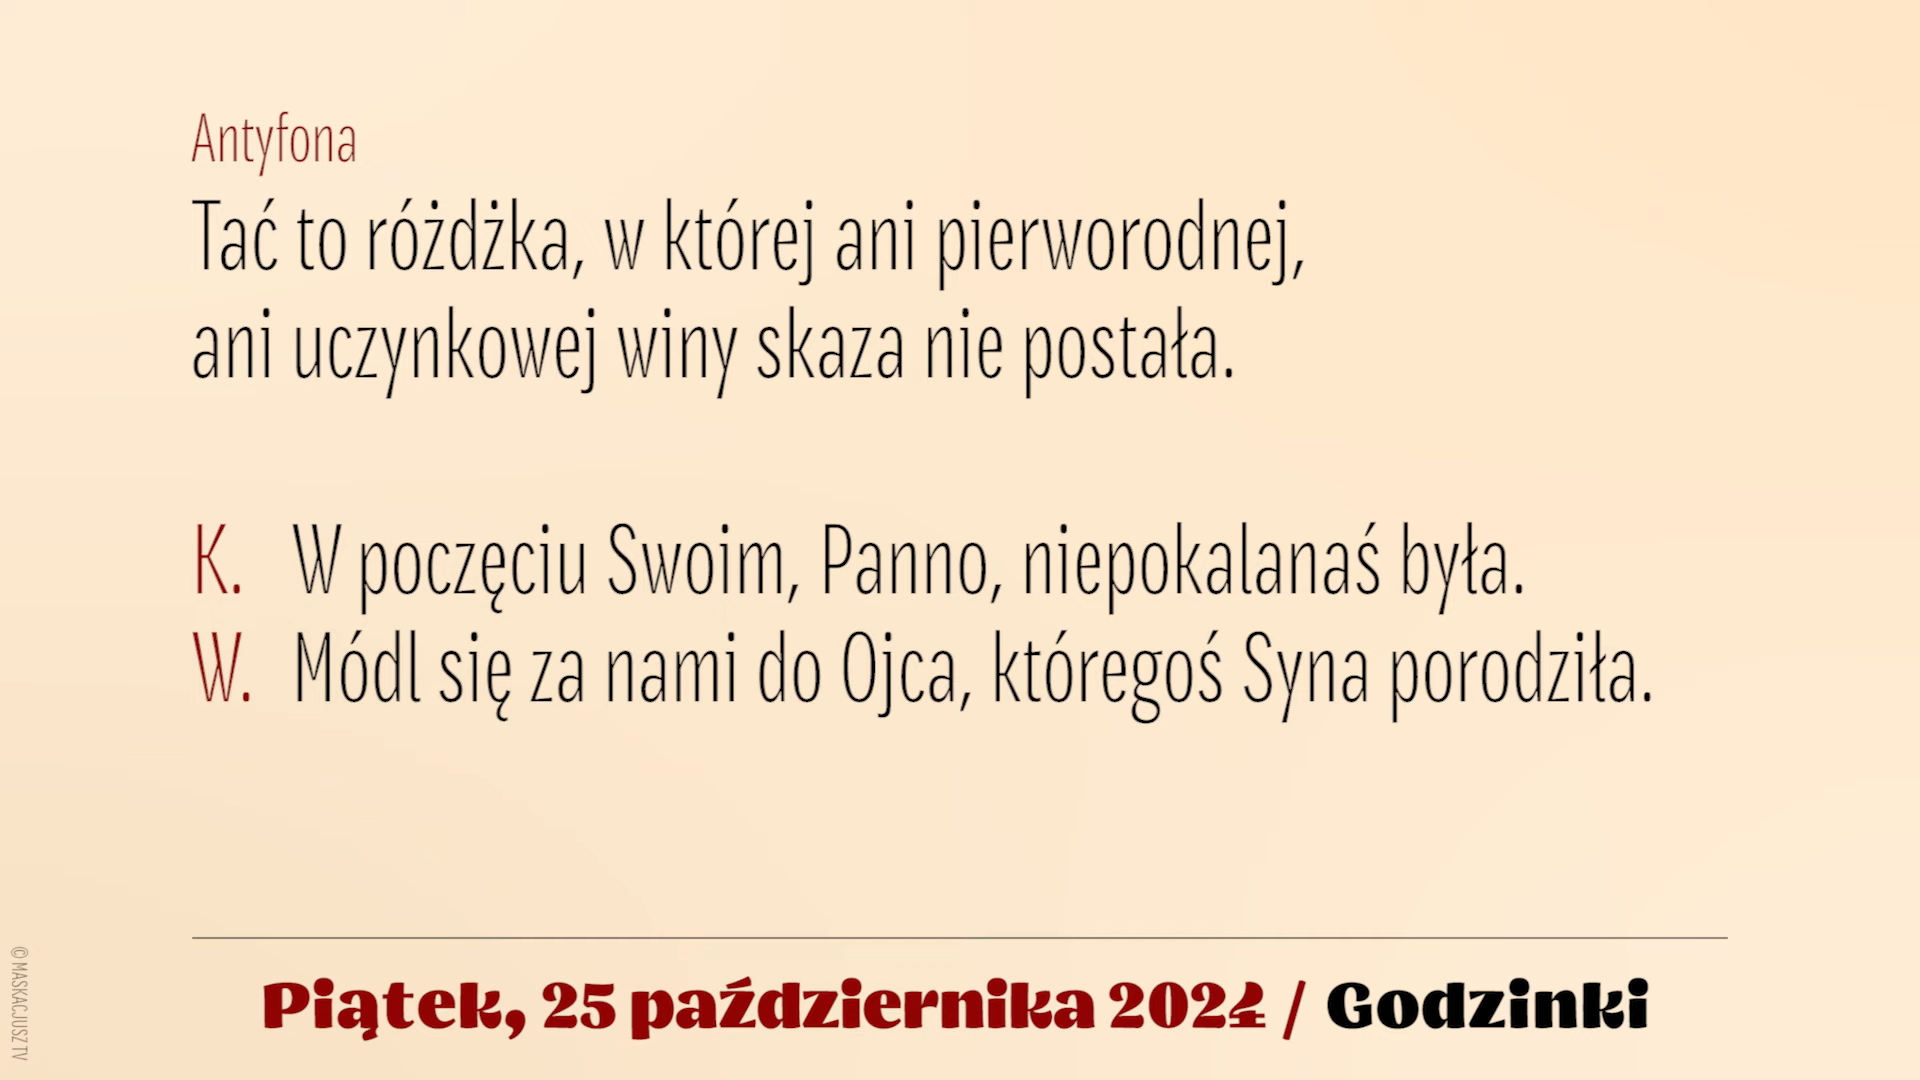 Antyfona
Tać to różdżka, w której ani pierworodnej,
ani uczynkowej winy skaza nie postała.
K. W poczęciu Swoim, Panno, niepokalanaś była.
W. Módl się za nami do Ojca, któregoś Syna porodziła.
Piątek, 25 października 2024 / Godzinki
© MASKACJUSZ TV